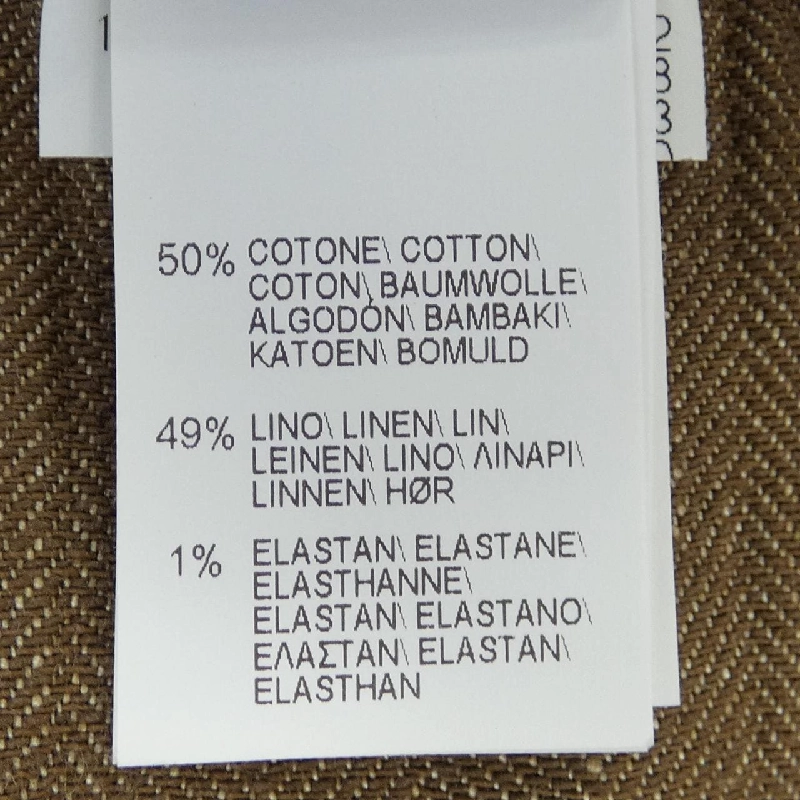 50% COTONE\ COTTON\
COTON\ BAUMWOLLE\
ALGODÓN\ BAMBAKI\
KATOEN\ BOMULD
49% LINO\ LINEN\ LIN\
LEINEN\ LINO\ ΛΙΝΑΡΙ\
LINNEN\ HØR
1% ELASTAN\ ELASTANE\
ELASTHANNE\
ELASTAN\ ELASTANO\
ΕΛΑΣΤΑΝ\ ELASTAN\
ELASTHAN